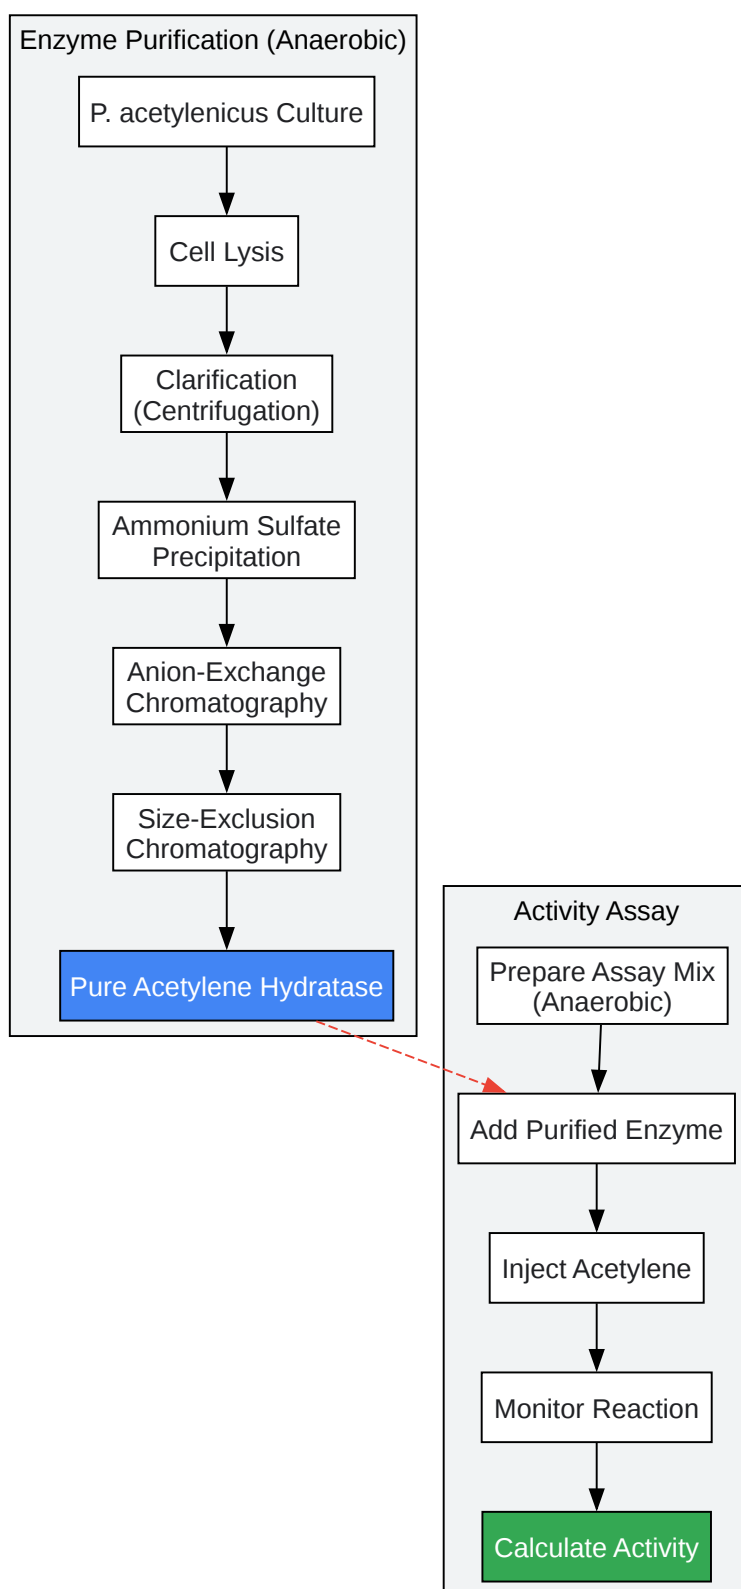 Enzyme Purification (Anaerobic)
P. acetylenicus Culture
Cell Lysis
Clarification
(Centrifugation)
Ammonium Sulfate
Precipitation
Anion-Exchange
Chromatography
Size-Exclusion
Chromatography
Pure Acetylene Hydratase
Activity Assay
Prepare Assay Mix
(Anaerobic)
Add Purified Enzyme
Inject Acetylene
Monitor Reaction
Calculate Activity